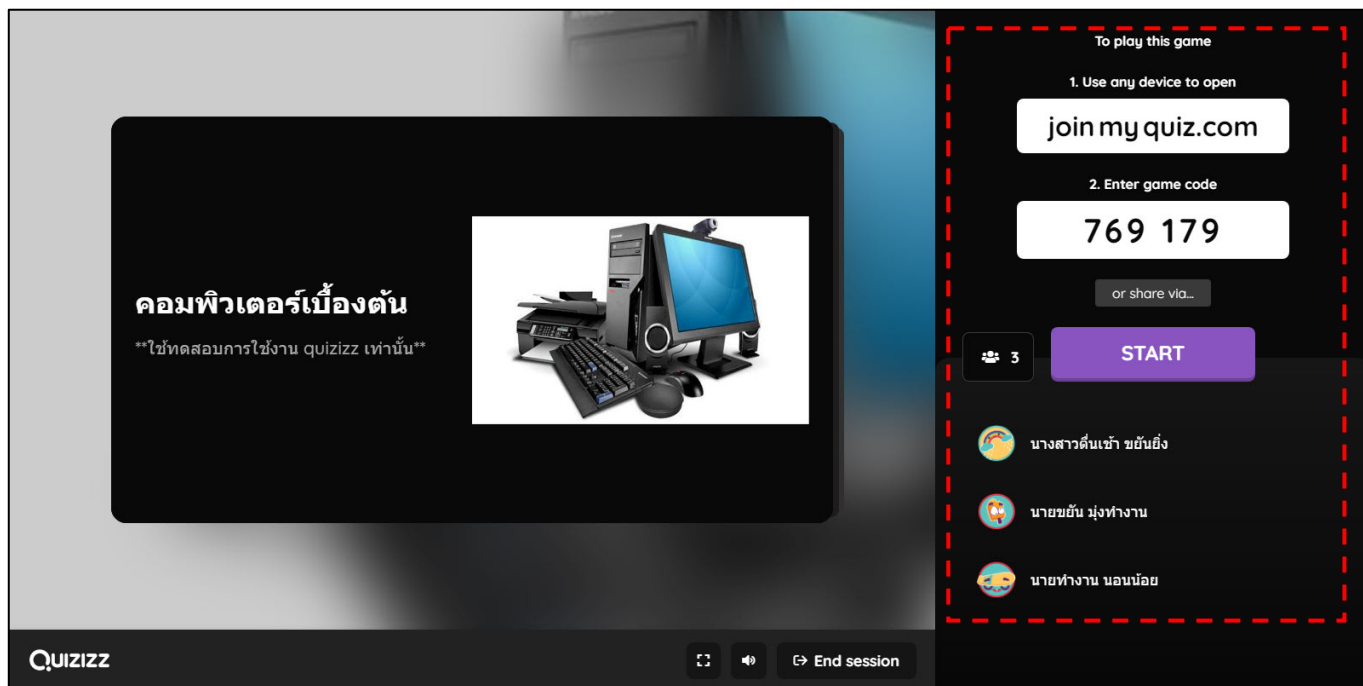 คอมพิวเตอร์เบื้องต้น
**ใช้ทดสอบการใช้งาน quizizz เท่านั้น**
QUIZIZZ
End session
To play this game
1. Use any device to open
joinmyquiz.com
2. Enter game code
769 179
or share via...
3
START
นางสาวตื่นเช้า ขยันยิ่ง
นายขยัน มุ่งทำงาน
นายทำงาน นอนน้อย